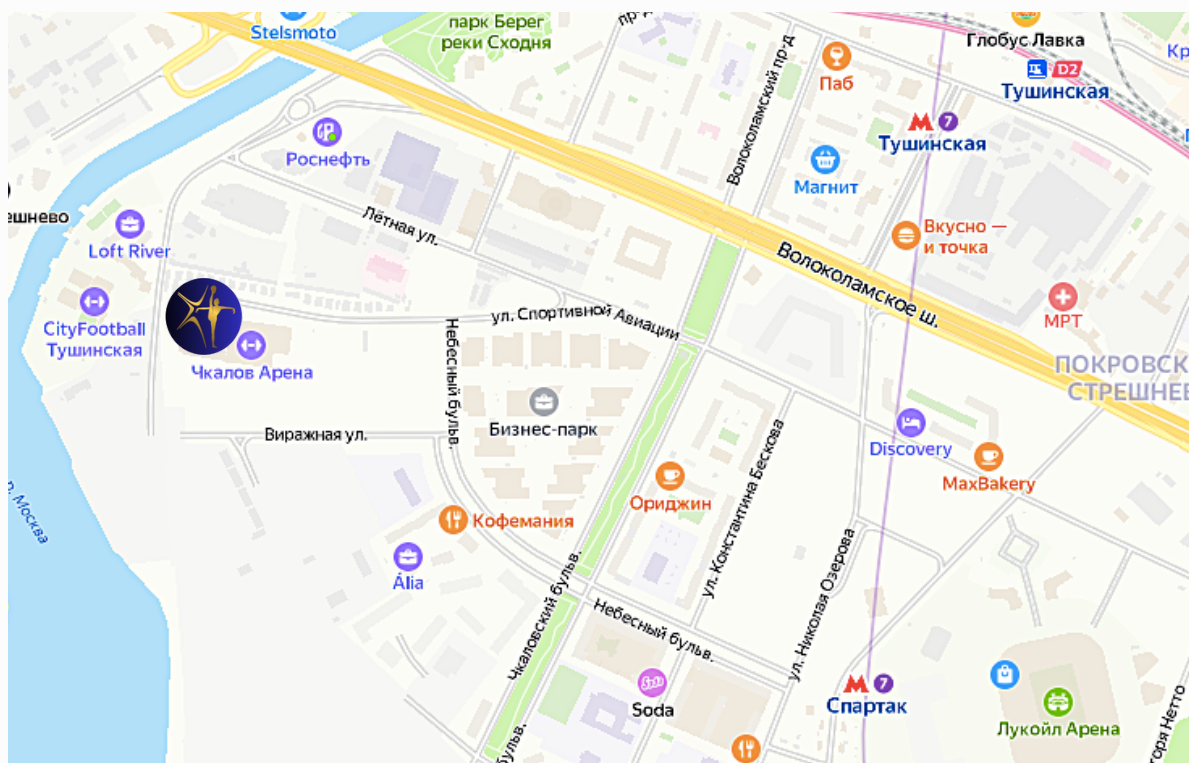 Stelsmoto
парк Берег
реки Сходня
пр-д
Глобус Лавка
D2
Тушинская
Паб
Волоколамский пр-д
7
Тушинская
Роснефть
Магнит
Лётная ул.
Вкусно —
и точка
Loft River
Волоколамское ш.
CityFootball
Тушинская
МРТ
ул. Спортивной Авиации
Небесный бульв.
Чкалов Арена
ПОКРОВСК
СТРЕШНЕВ
Бизнес-парк
Виражная ул.
Discovery
MaxBakery
Ориджин
ул. Константина Бескова
р. Москва
Кофемания
Ália
ул. Николая Озерова
Чкаловский бульв.
Небесный бульв.
Soda
7
Спартак
Лукойл Арена
бульв.